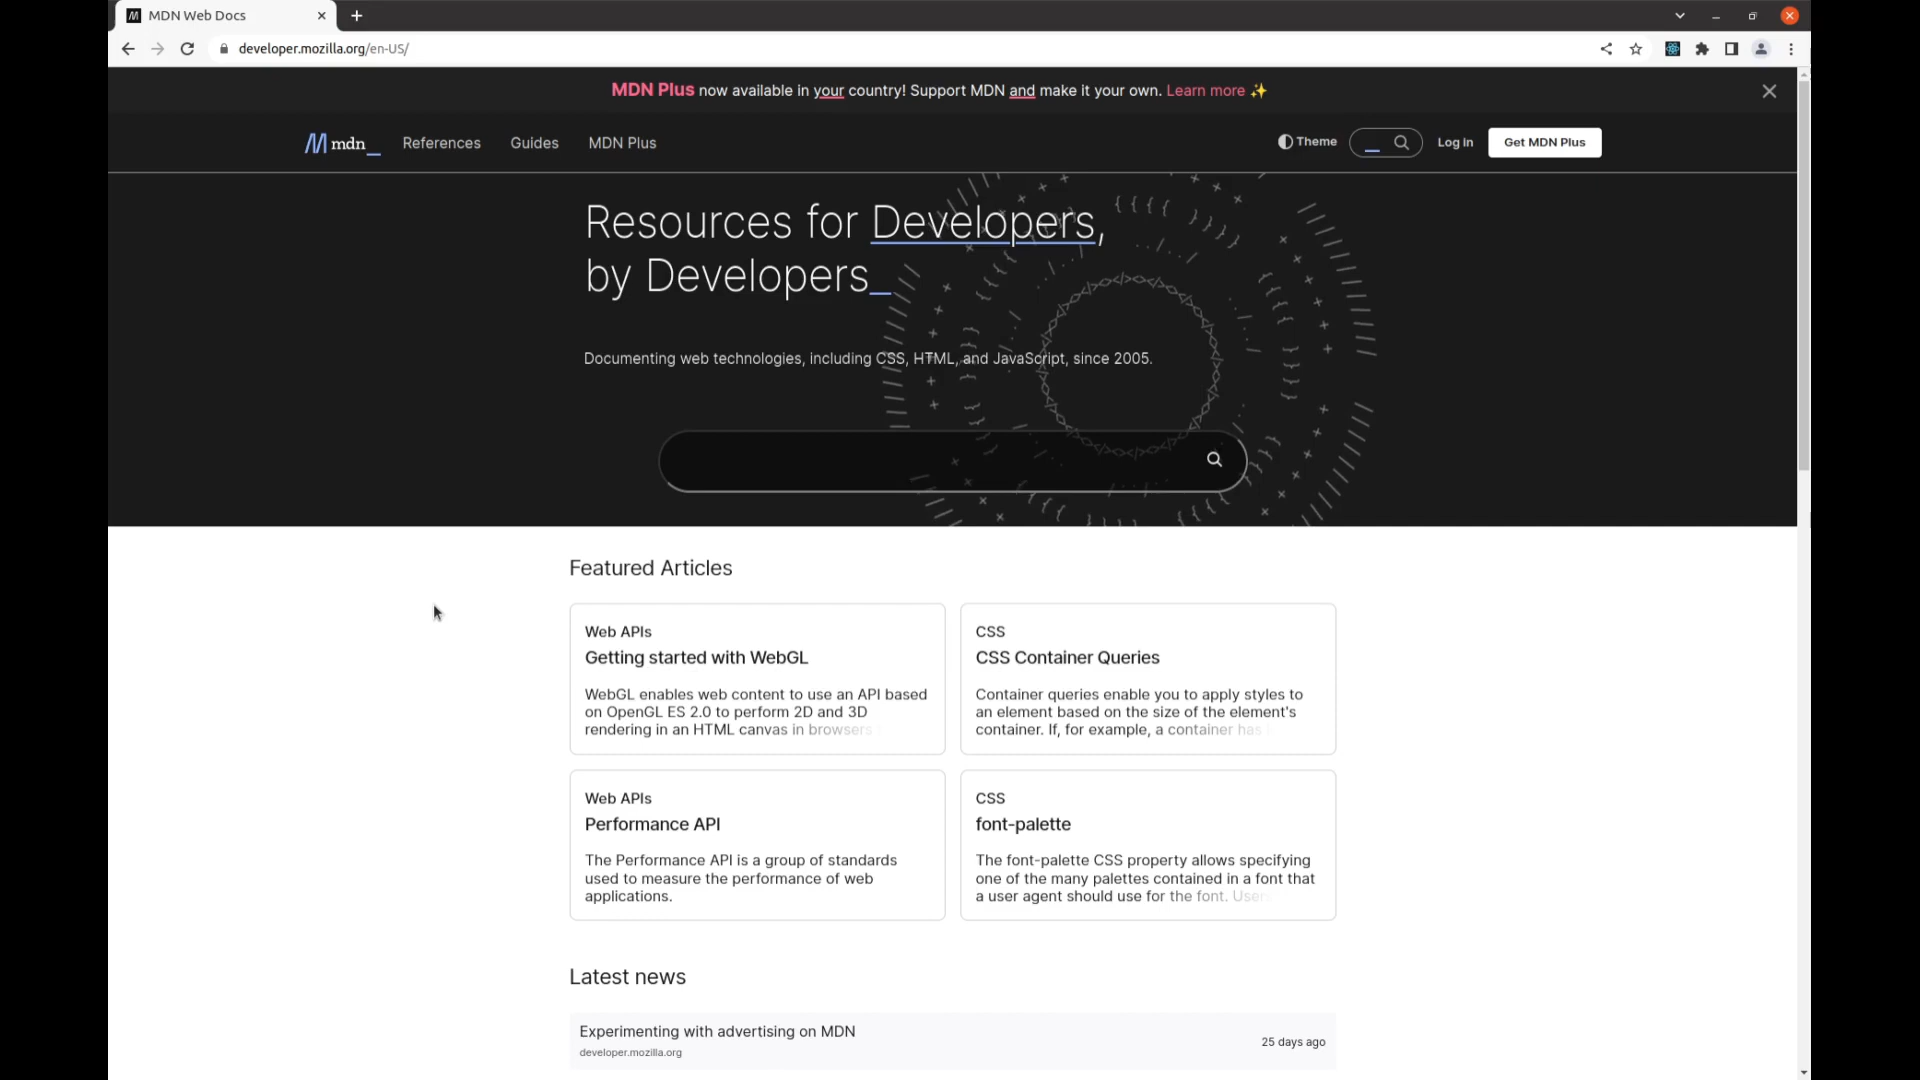 MDN Web Docs
developer.mozilla.org/en-US/
MDN Plus now available in your country! Support MDN and make it your own. Learn more ✨
mdn_
References
Guides
MDN Plus
Theme
Log in
Get MDN Plus
Resources for Developers,
by Developers_
Documenting web technologies, including CSS, HTML, and JavaScript, since 2005.
Featured Articles
Web APIs
Getting started with WebGL
WebGL enables web content to use an API based
on OpenGL ES 2.0 to perform 2D and 3D
rendering in an HTML canvas in browsers
CSS
CSS Container Queries
Container queries enable you to apply styles to
an element based on the size of the element's
container. If, for example, a container has
Web APIs
Performance API
The Performance API is a group of standards
used to measure the performance of web
applications.
CSS
font-palette
The font-palette CSS property allows specifying
one of the many palettes contained in a font that
a user agent should use for the font. Users
Latest news
Experimenting with advertising on MDN
developer.mozilla.org
25 days ago